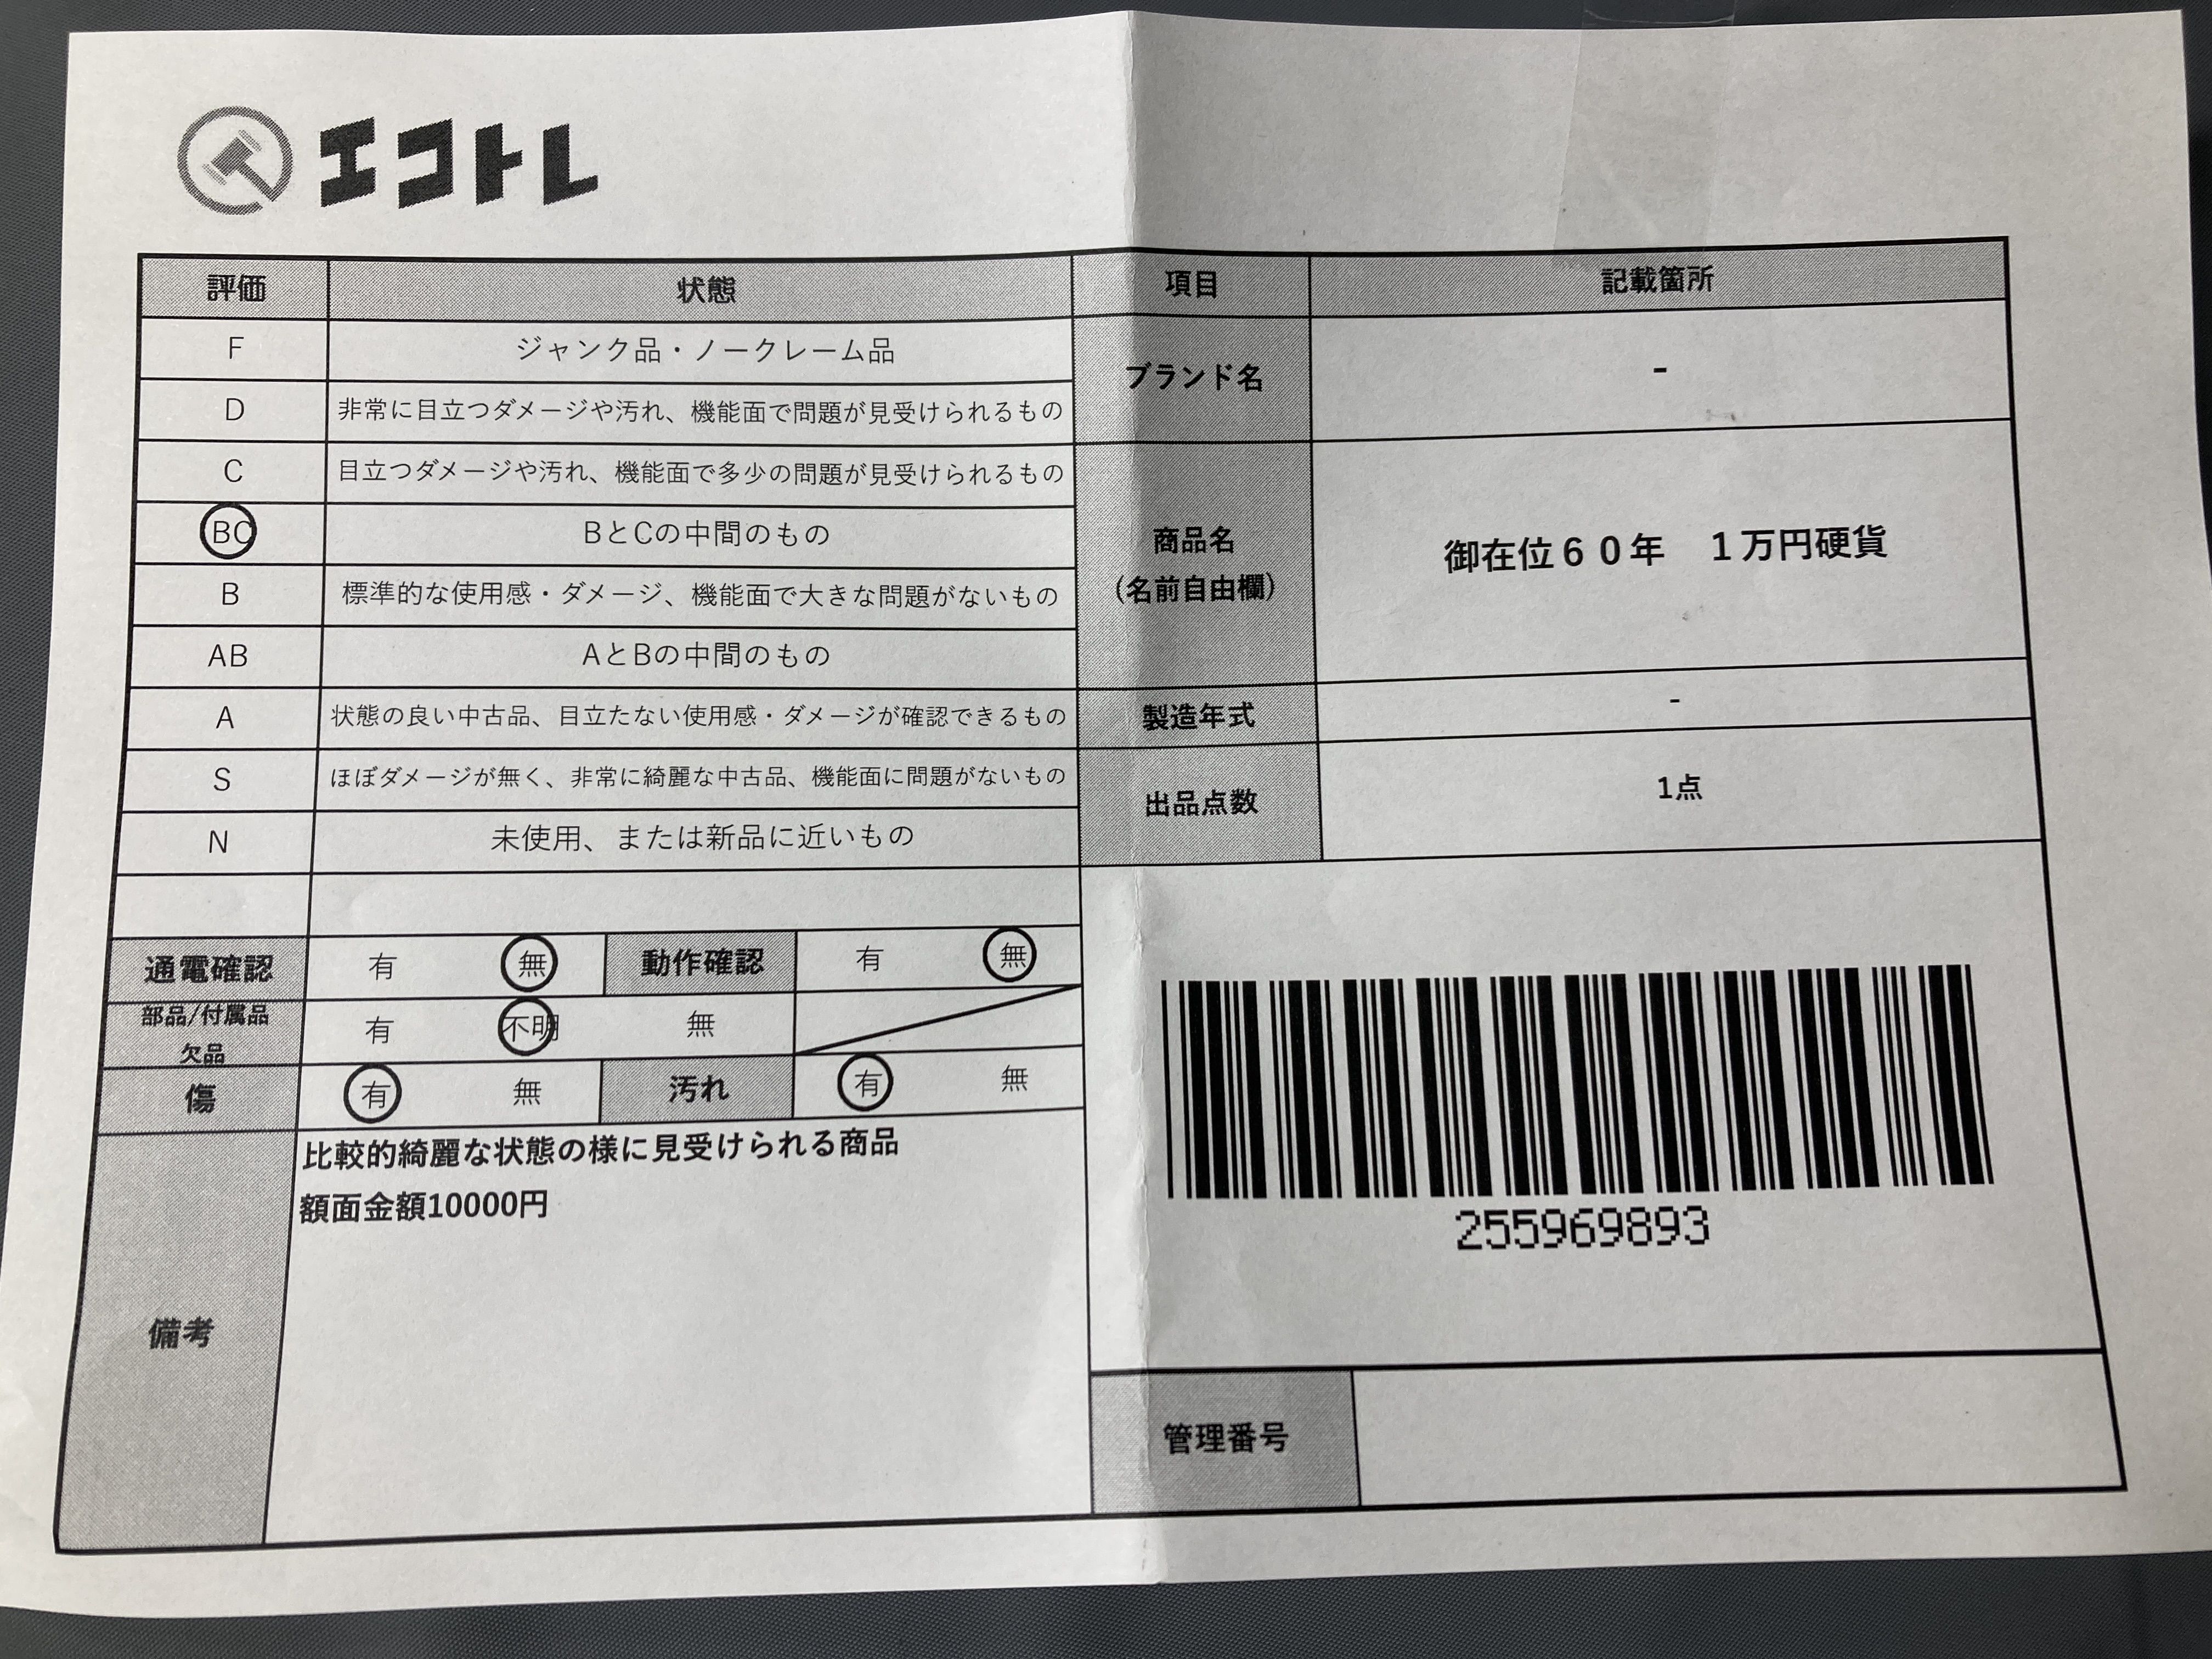 エコトレ
評価 状態
F ジャンク品・ノークレーム品
D 非常に目立つダメージや汚れ、機能面で問題が見受けられるもの
C 目立つダメージや汚れ、機能面で多少の問題が見受けられるもの
BC BとCの中間のもの
B 標準的な使用感・ダメージ、機能面で大きな問題がないもの
AB AとBの中間のもの
A 状態の良い中古品、目立たない使用感・ダメージが確認できるもの
S ほぼダメージが無く、非常に綺麗な中古品、機能面に問題がないもの
N 未使用、または新品に近いもの
通電確認 有 無 動作確認 有 無
部品/付属品
欠品 有 不明 無
傷 有 無 汚れ 有 無
備考
比較的綺麗な状態の様に見受けられる商品
額面金額10000円
項目 記載箇所
ブランド名 -
商品名
(名前自由欄)
御在位６０年　１万円硬貨
製造年式 -
出品点数 1点
255969893
管理番号